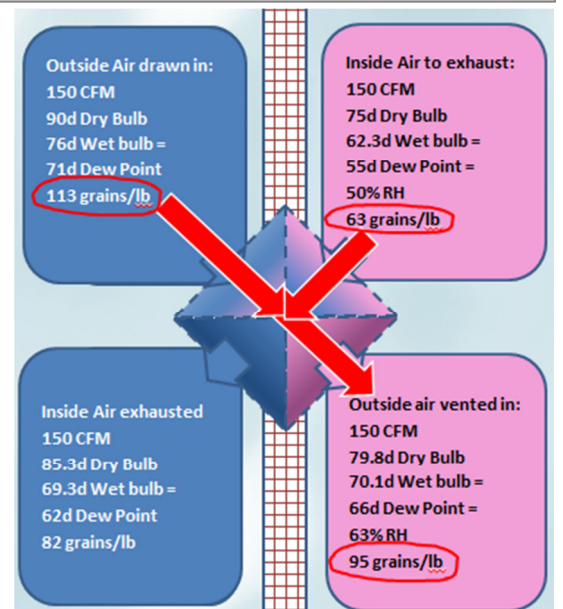 Outside Air drawn in:
150 CFM
90d Dry Bulb
76d Wet bulb =
71d Dew Point
113 grains/lb
Inside Air to exhaust:
150 CFM
75d Dry Bulb
62.3d Wet bulb =
55d Dew Point =
50% RH
63 grains/lb
Inside Air exhausted
150 CFM
85.3d Dry Bulb
69.3d Wet bulb =
62d Dew Point
82 grains/lb
Outside air vented in:
150 CFM
79.8d Dry Bulb
70.1d Wet bulb =
66d Dew Point =
63% RH
95 grains/lb